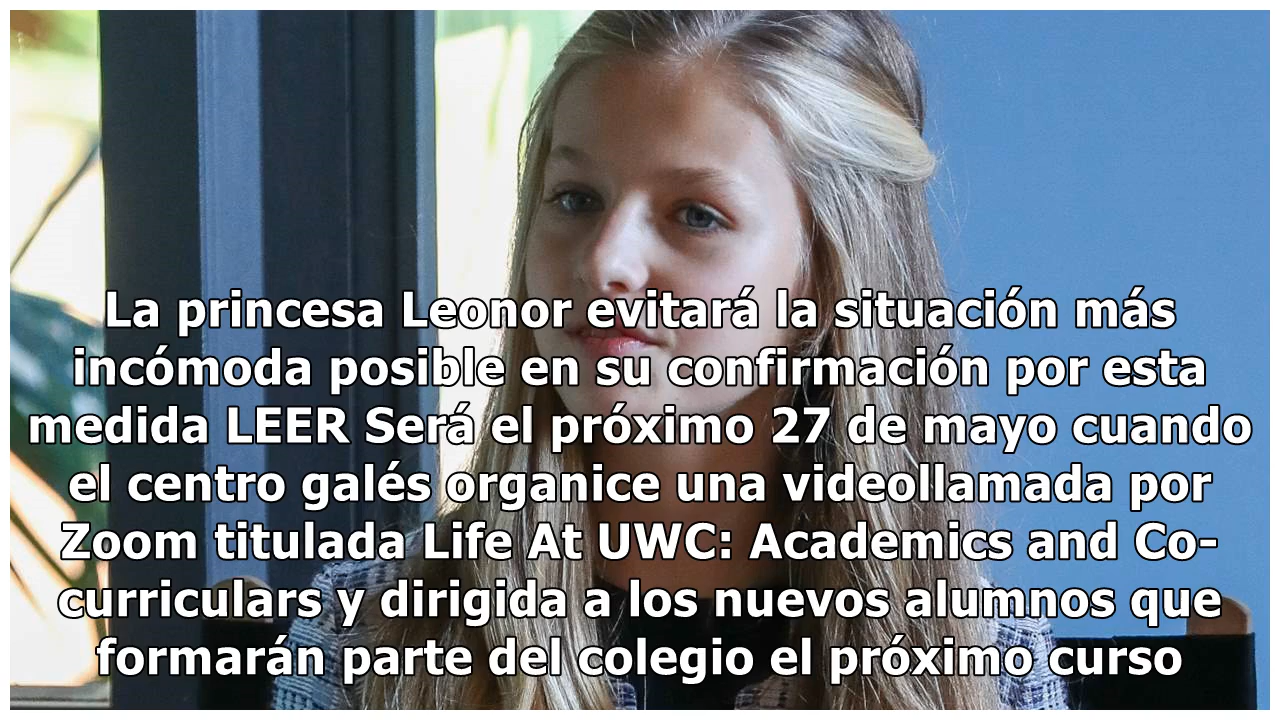 La princesa Leonor evitará la situación más
incómoda posible en su confirmación por esta
medida LEER Será el próximo 27 de mayo cuando
el centro galés organice una videollamada por
Zoom titulada Life At UWC: Academics and Co-
curriculars y dirigida a los nuevos alumnos que
formarán parte del colegio el próximo curso